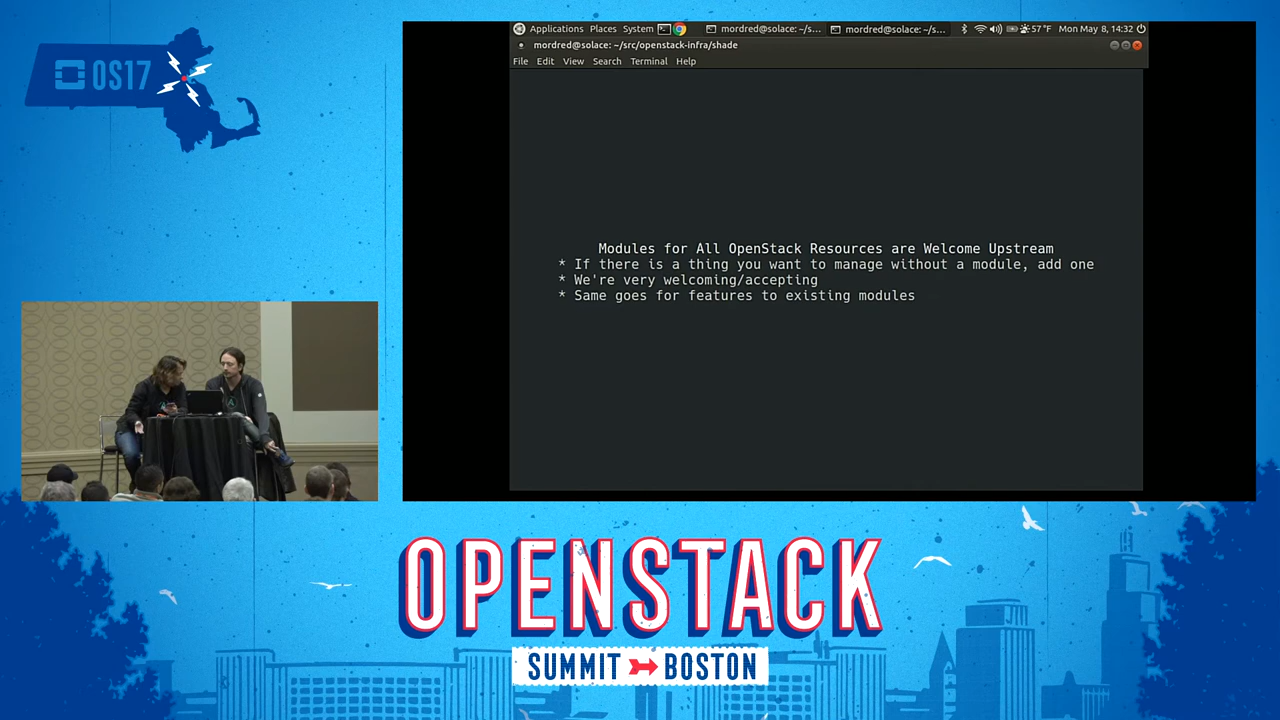 OS17
Applications Places System mordred@solace: ~/s... mordred@solace: ~/s... 57 °F Mon May 8, 14:32
mordred@solace: ~/src/openstack-infra/shade
File Edit View Search Terminal Help
Modules for All OpenStack Resources are Welcome Upstream
* If there is a thing you want to manage without a module, add one
* We're very welcoming/accepting
* Same goes for features to existing modules
OPENSTACK
SUMMIT BOSTON